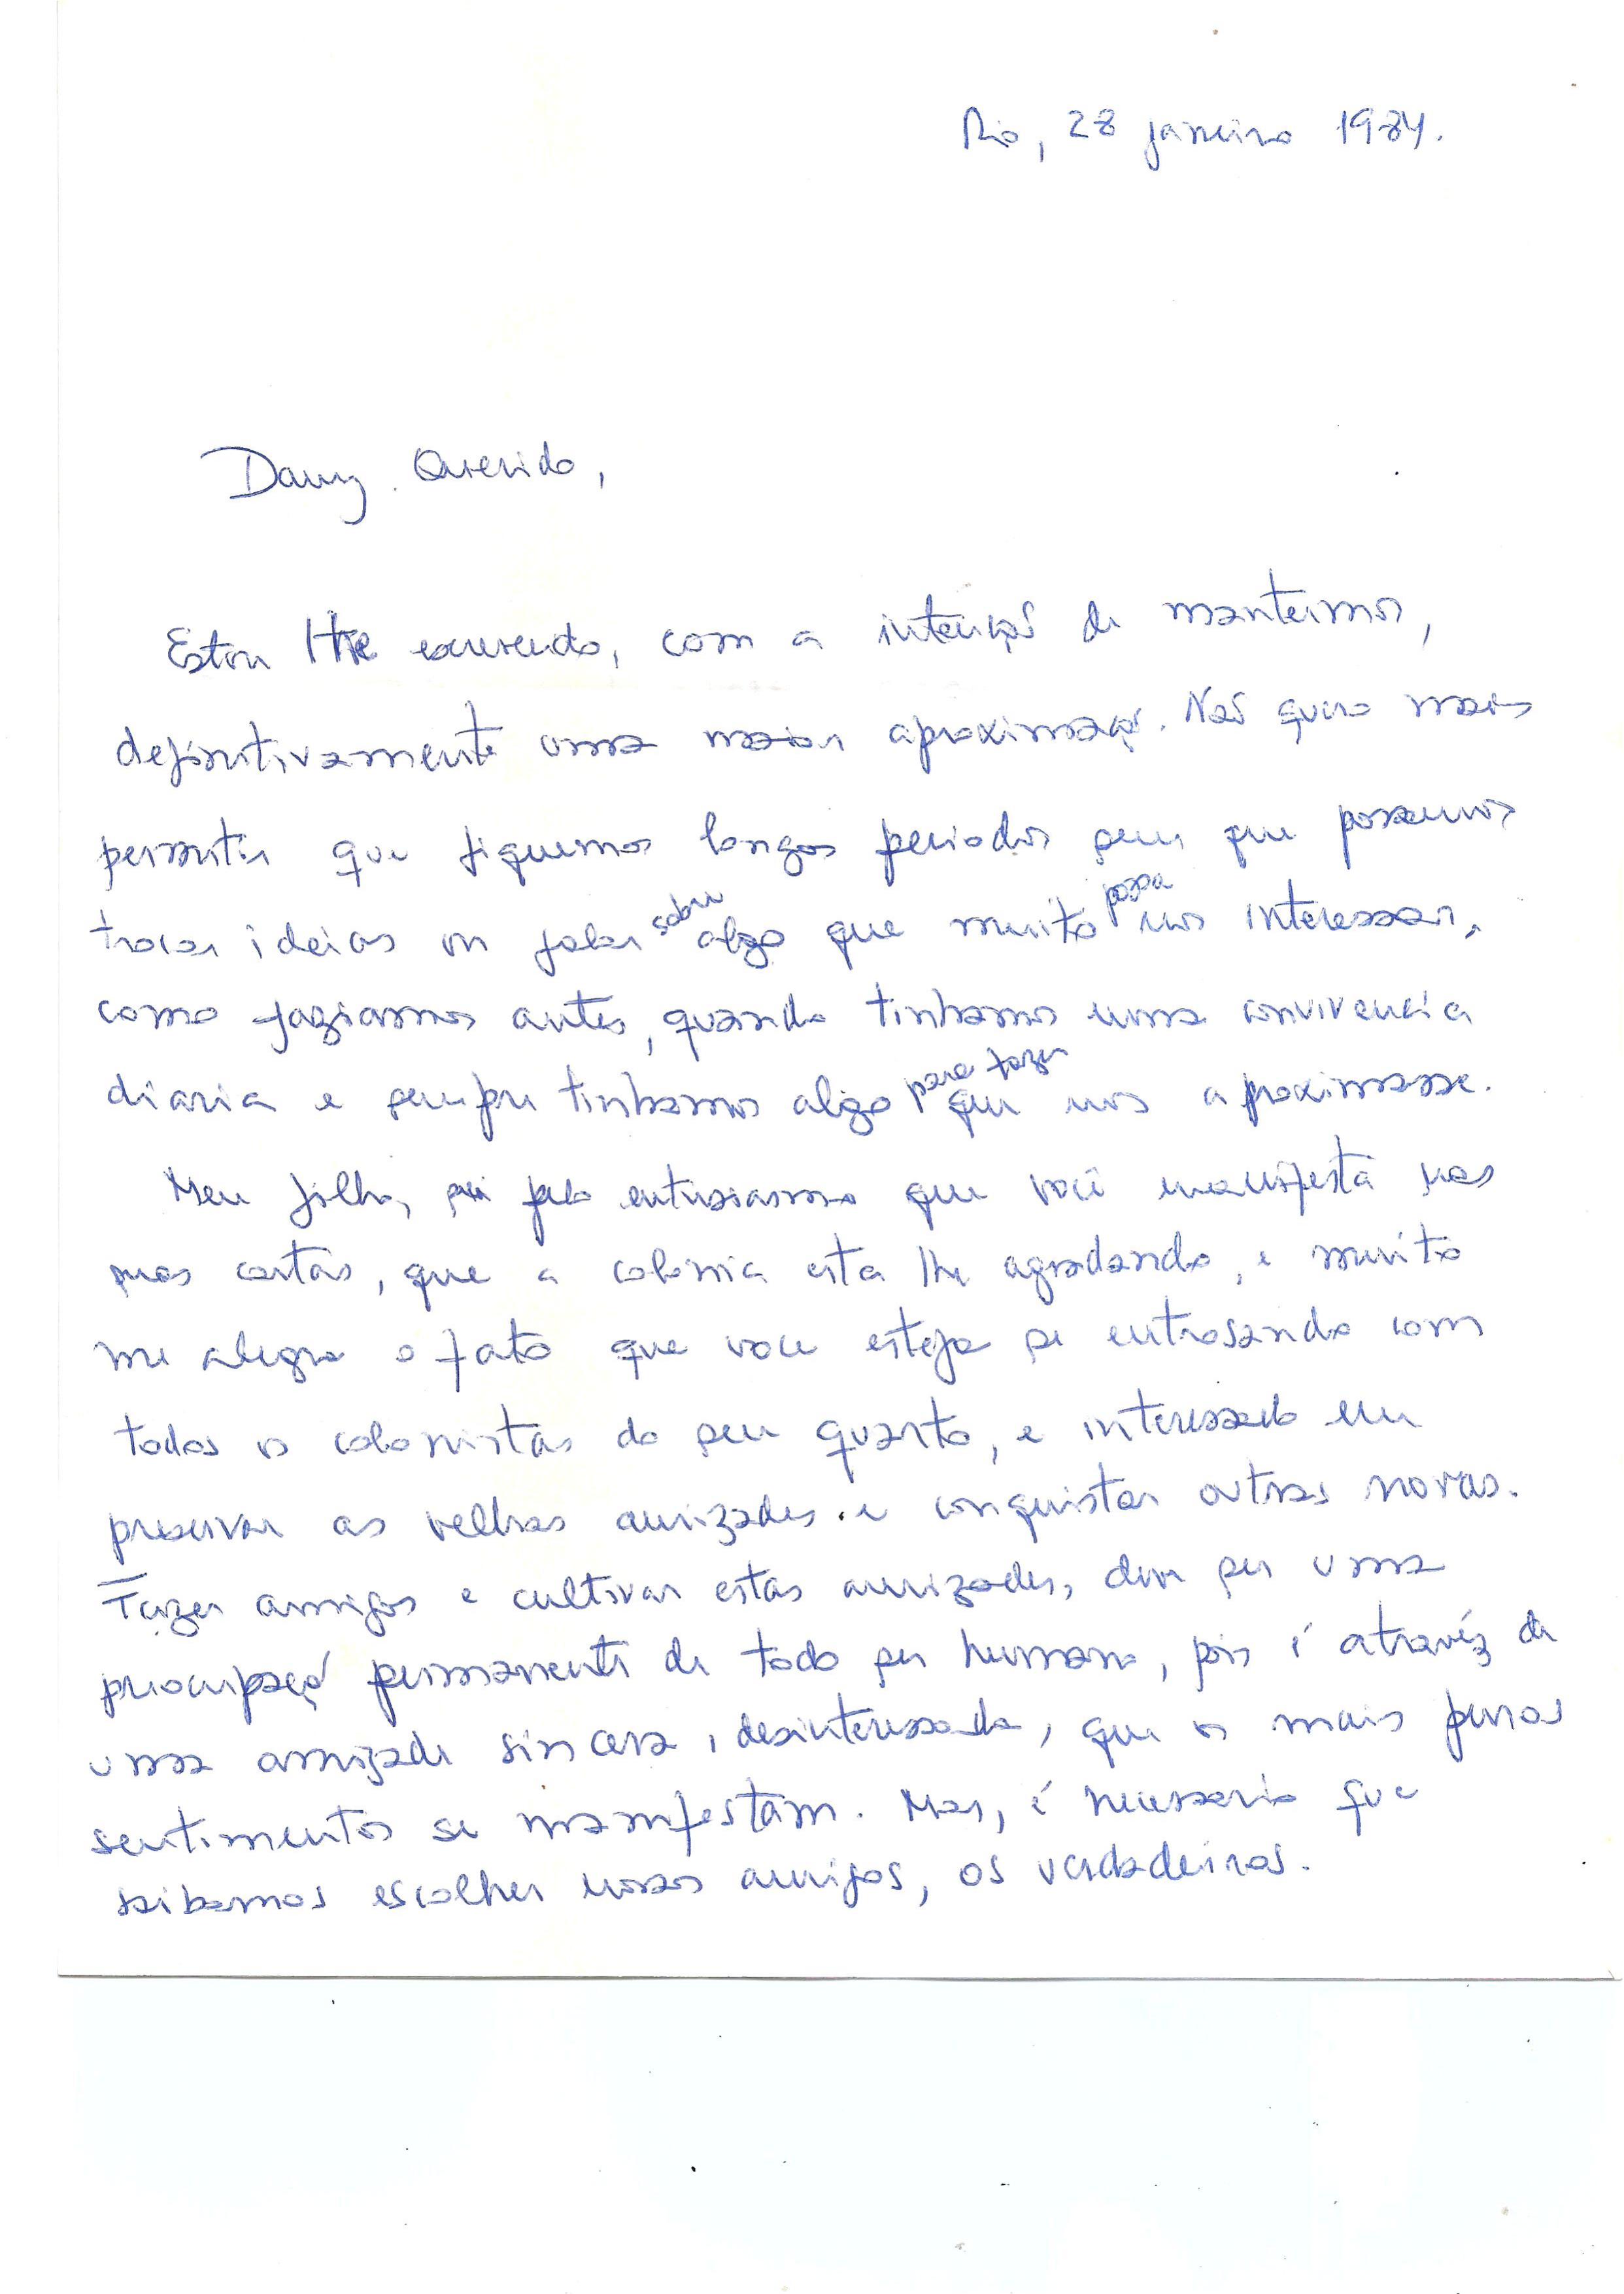 Rio, 28 janeiro 1984.
Dany Querido,
Estou lhe escrevendo, com a intenção de mantermos,
definitivamente uma maior aproximação. Não quero mais
permitir que fiquemos longos periodos sem que possamos
trocar ideias ou falar sobre algo que muito possa nos interessar,
como faziamos antes, quando tinhamos uma convivencia
diaria e sempre tinhamos algo para fazer que nos aproximasse.
Meu filho, sei pelo entusiasmo que você manifesta nas
suas cartas, que a colônia esta lhe agradando, e muito
me alegra o fato que voce esteja se entrosando com
todos os colonistas do seu quarto, e interessado em
preservar as velhas amizades e conquistar outras novas.
Fazer amigos e cultivar estas amizades, deve ser uma
preocupação permanente de todo ser humano, pois é atravéz de
uma amizade sincera, desinteressada, que os mais puros
sentimentos se manifestam. Mas, é necessario que
saibamos escolher nossos amigos, os verdadeiros.